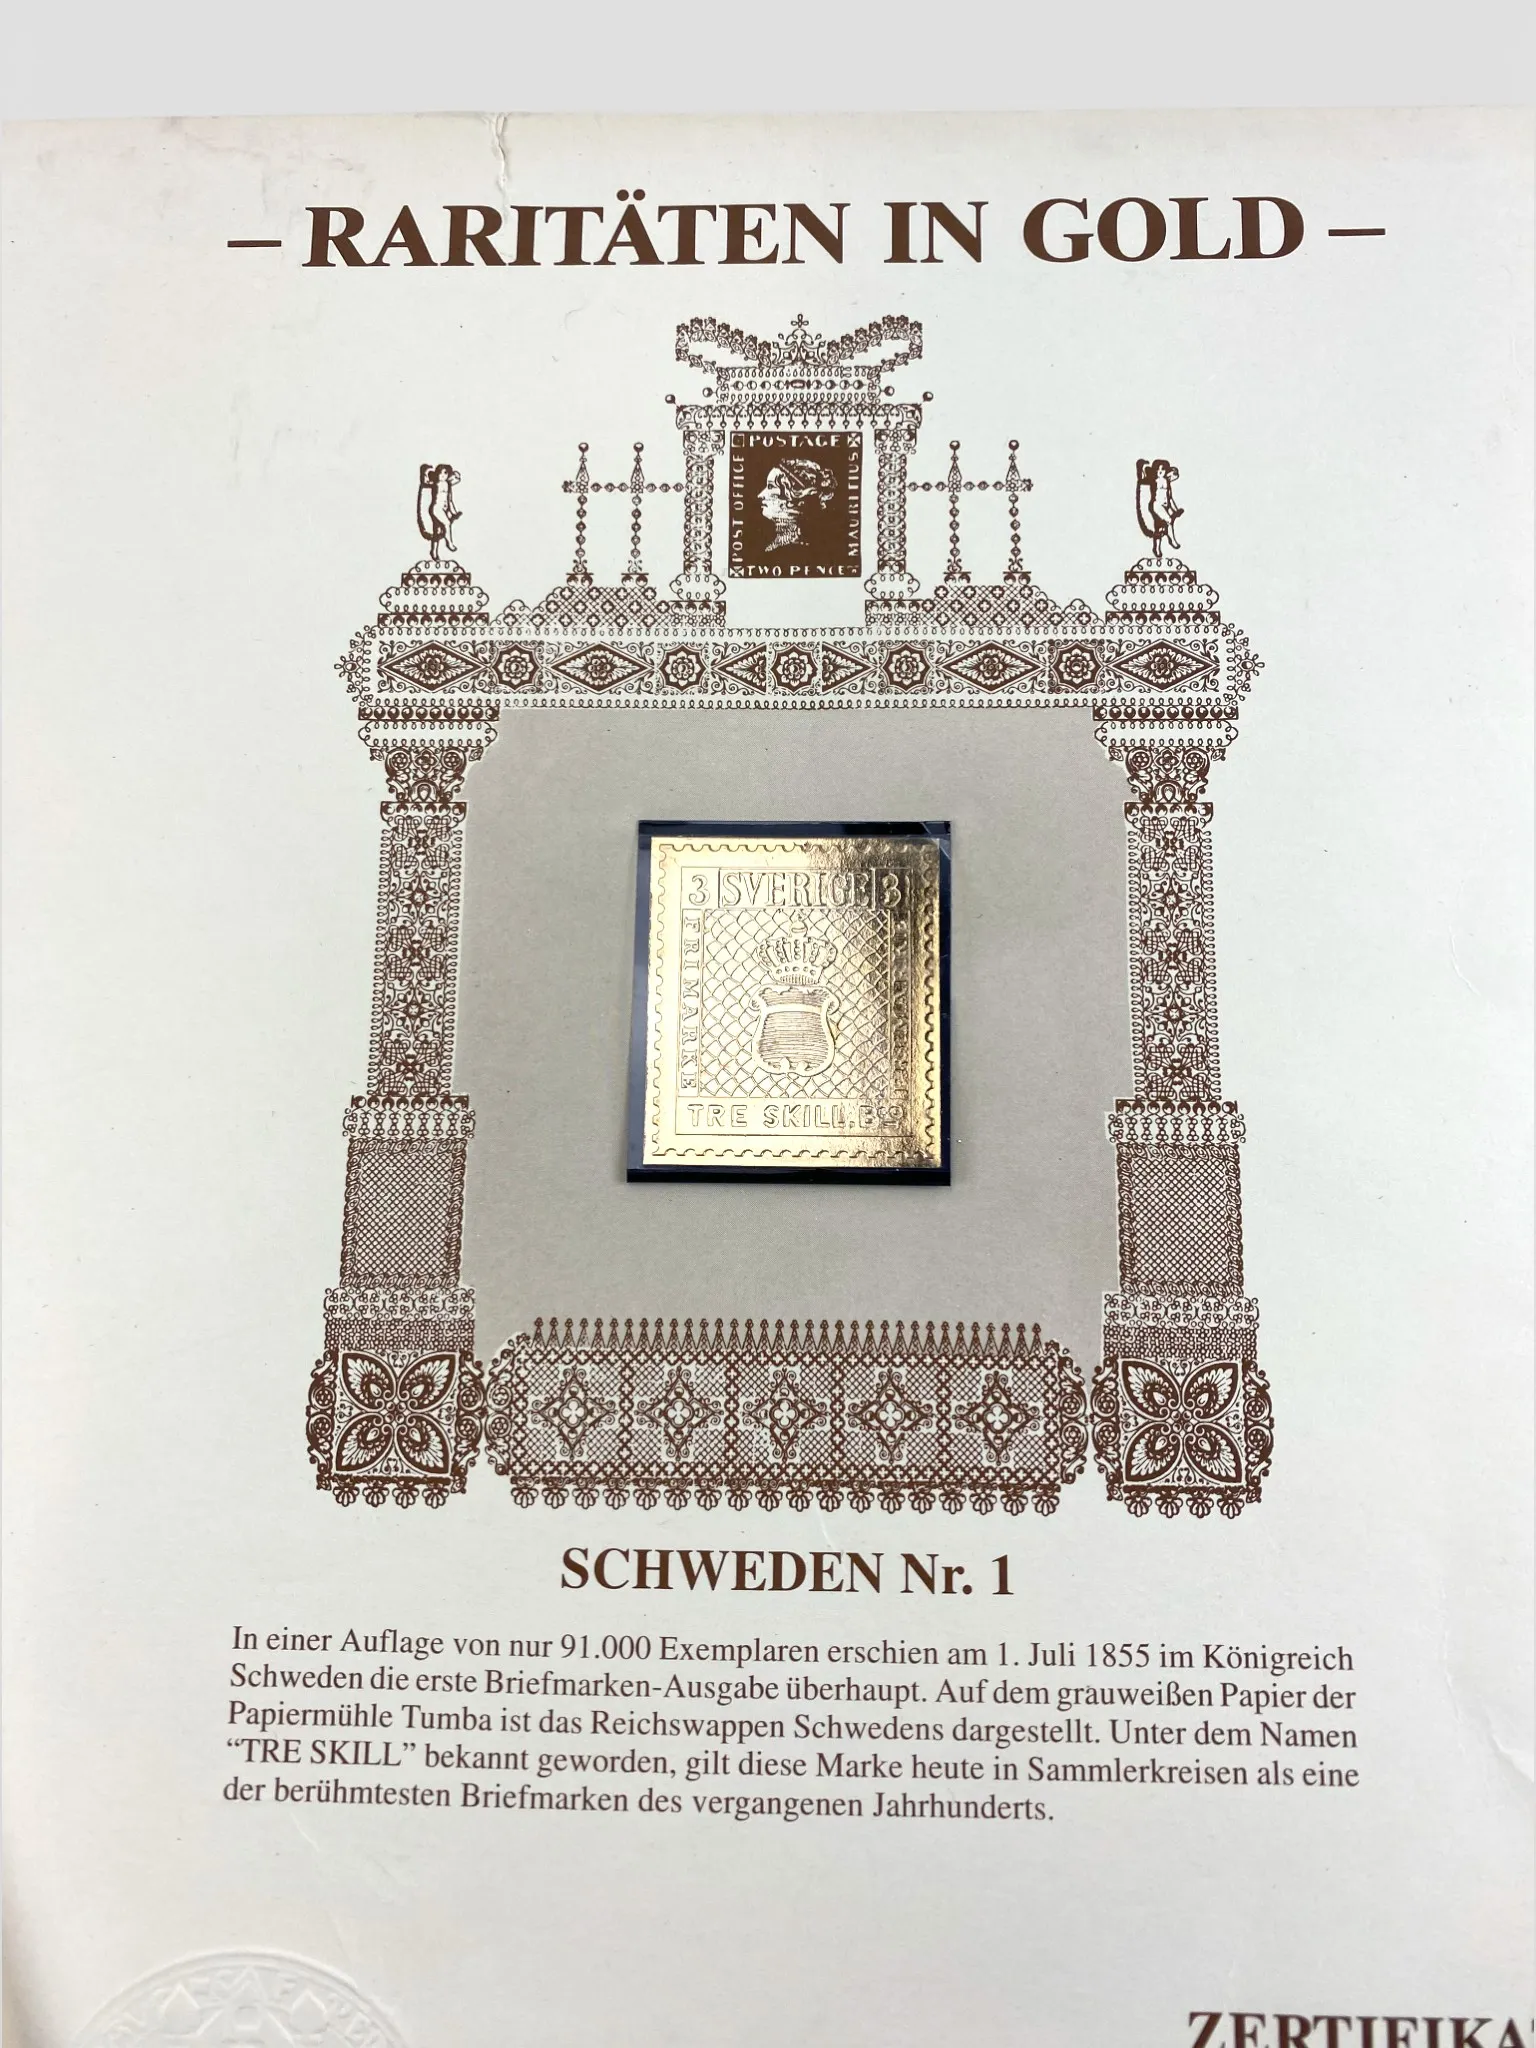 – RARITÄTEN IN GOLD –
POSTAGE
POST OFFICE
MAURITIUS
TWO PENCE
3 SVERIGE 3
FRIMARKE
TRE SKILL. Bco
SCHWEDEN Nr. 1
In einer Auflage von nur 91.000 Exemplaren erschien am 1. Juli 1855 im Königreich
Schweden die erste Briefmarken-Ausgabe überhaupt. Auf dem grauweißen Papier der
Papiermühle Tumba ist das Reichswappen Schwedens dargestellt. Unter dem Namen
“TRE SKILL” bekannt geworden, gilt diese Marke heute in Sammlerkreisen als eine
der berühmtesten Briefmarken des vergangenen Jahrhunderts.
ZERTIFIKA